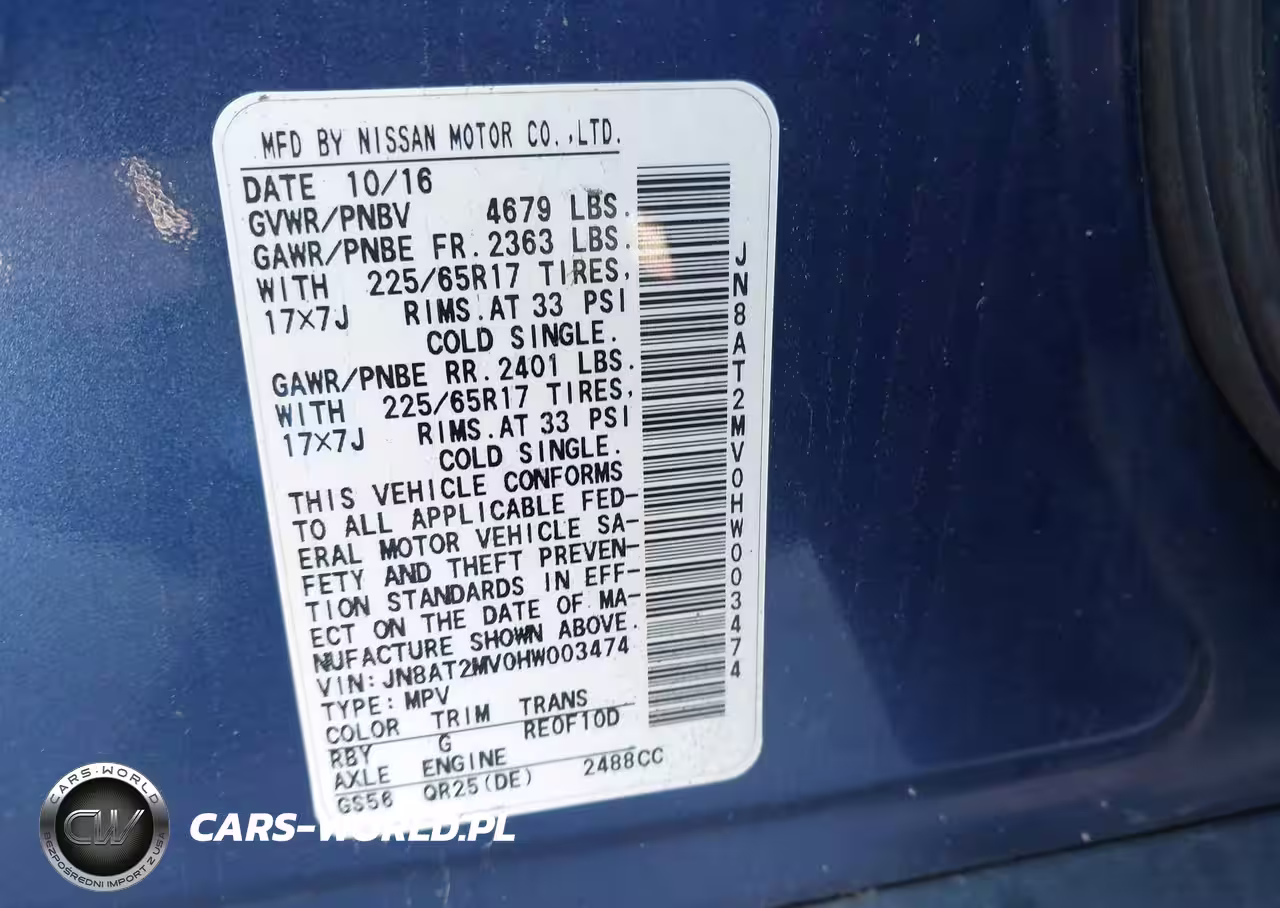 MFD BY NISSAN MOTOR CO.,LTD.
DATE 10/16
GVWR/PNBV 4679 LBS.
GAWR/PNBE FR. 2363 LBS.
WITH 225/65R17 TIRES,
17×7J RIMS.AT 33 PSI
COLD SINGLE.
GAWR/PNBE RR. 2401 LBS.
WITH 225/65R17 TIRES,
17×7J RIMS.AT 33 PSI
COLD SINGLE.
THIS VEHICLE CONFORMS
TO ALL APPLICABLE FED-
ERAL MOTOR VEHICLE SA-
FETY AND THEFT PREVEN-
TION STANDARDS IN EFF-
ECT ON THE DATE OF MA-
NUFACTURE SHOWN ABOVE.
VIN: JN8AT2MV0HW003474
TYPE: MPV
COLOR TRIM TRANS
RBY G RE0F10D
AXLE ENGINE
GS56 QR25(DE) 2488CC
JN8AT2MV0HW003474
CARS-WORLD
CW
BEZPOŚREDNI IMPORT Z USA
CARS-WORLD.PL